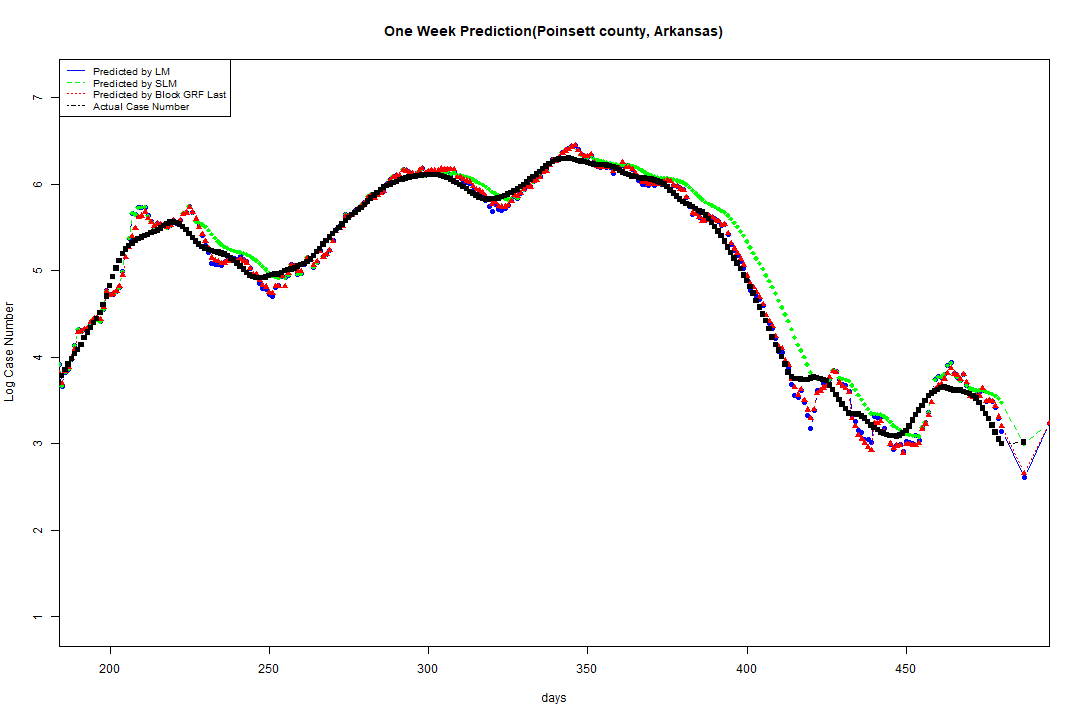 One Week Prediction(Poinsett county, Arkansas)
Predicted by LM
Predicted by SLM
Predicted by Block GRF Last
Actual Case Number
7
6
5
4
3
2
1
Log Case Number
200 250 300 350 400 450
days